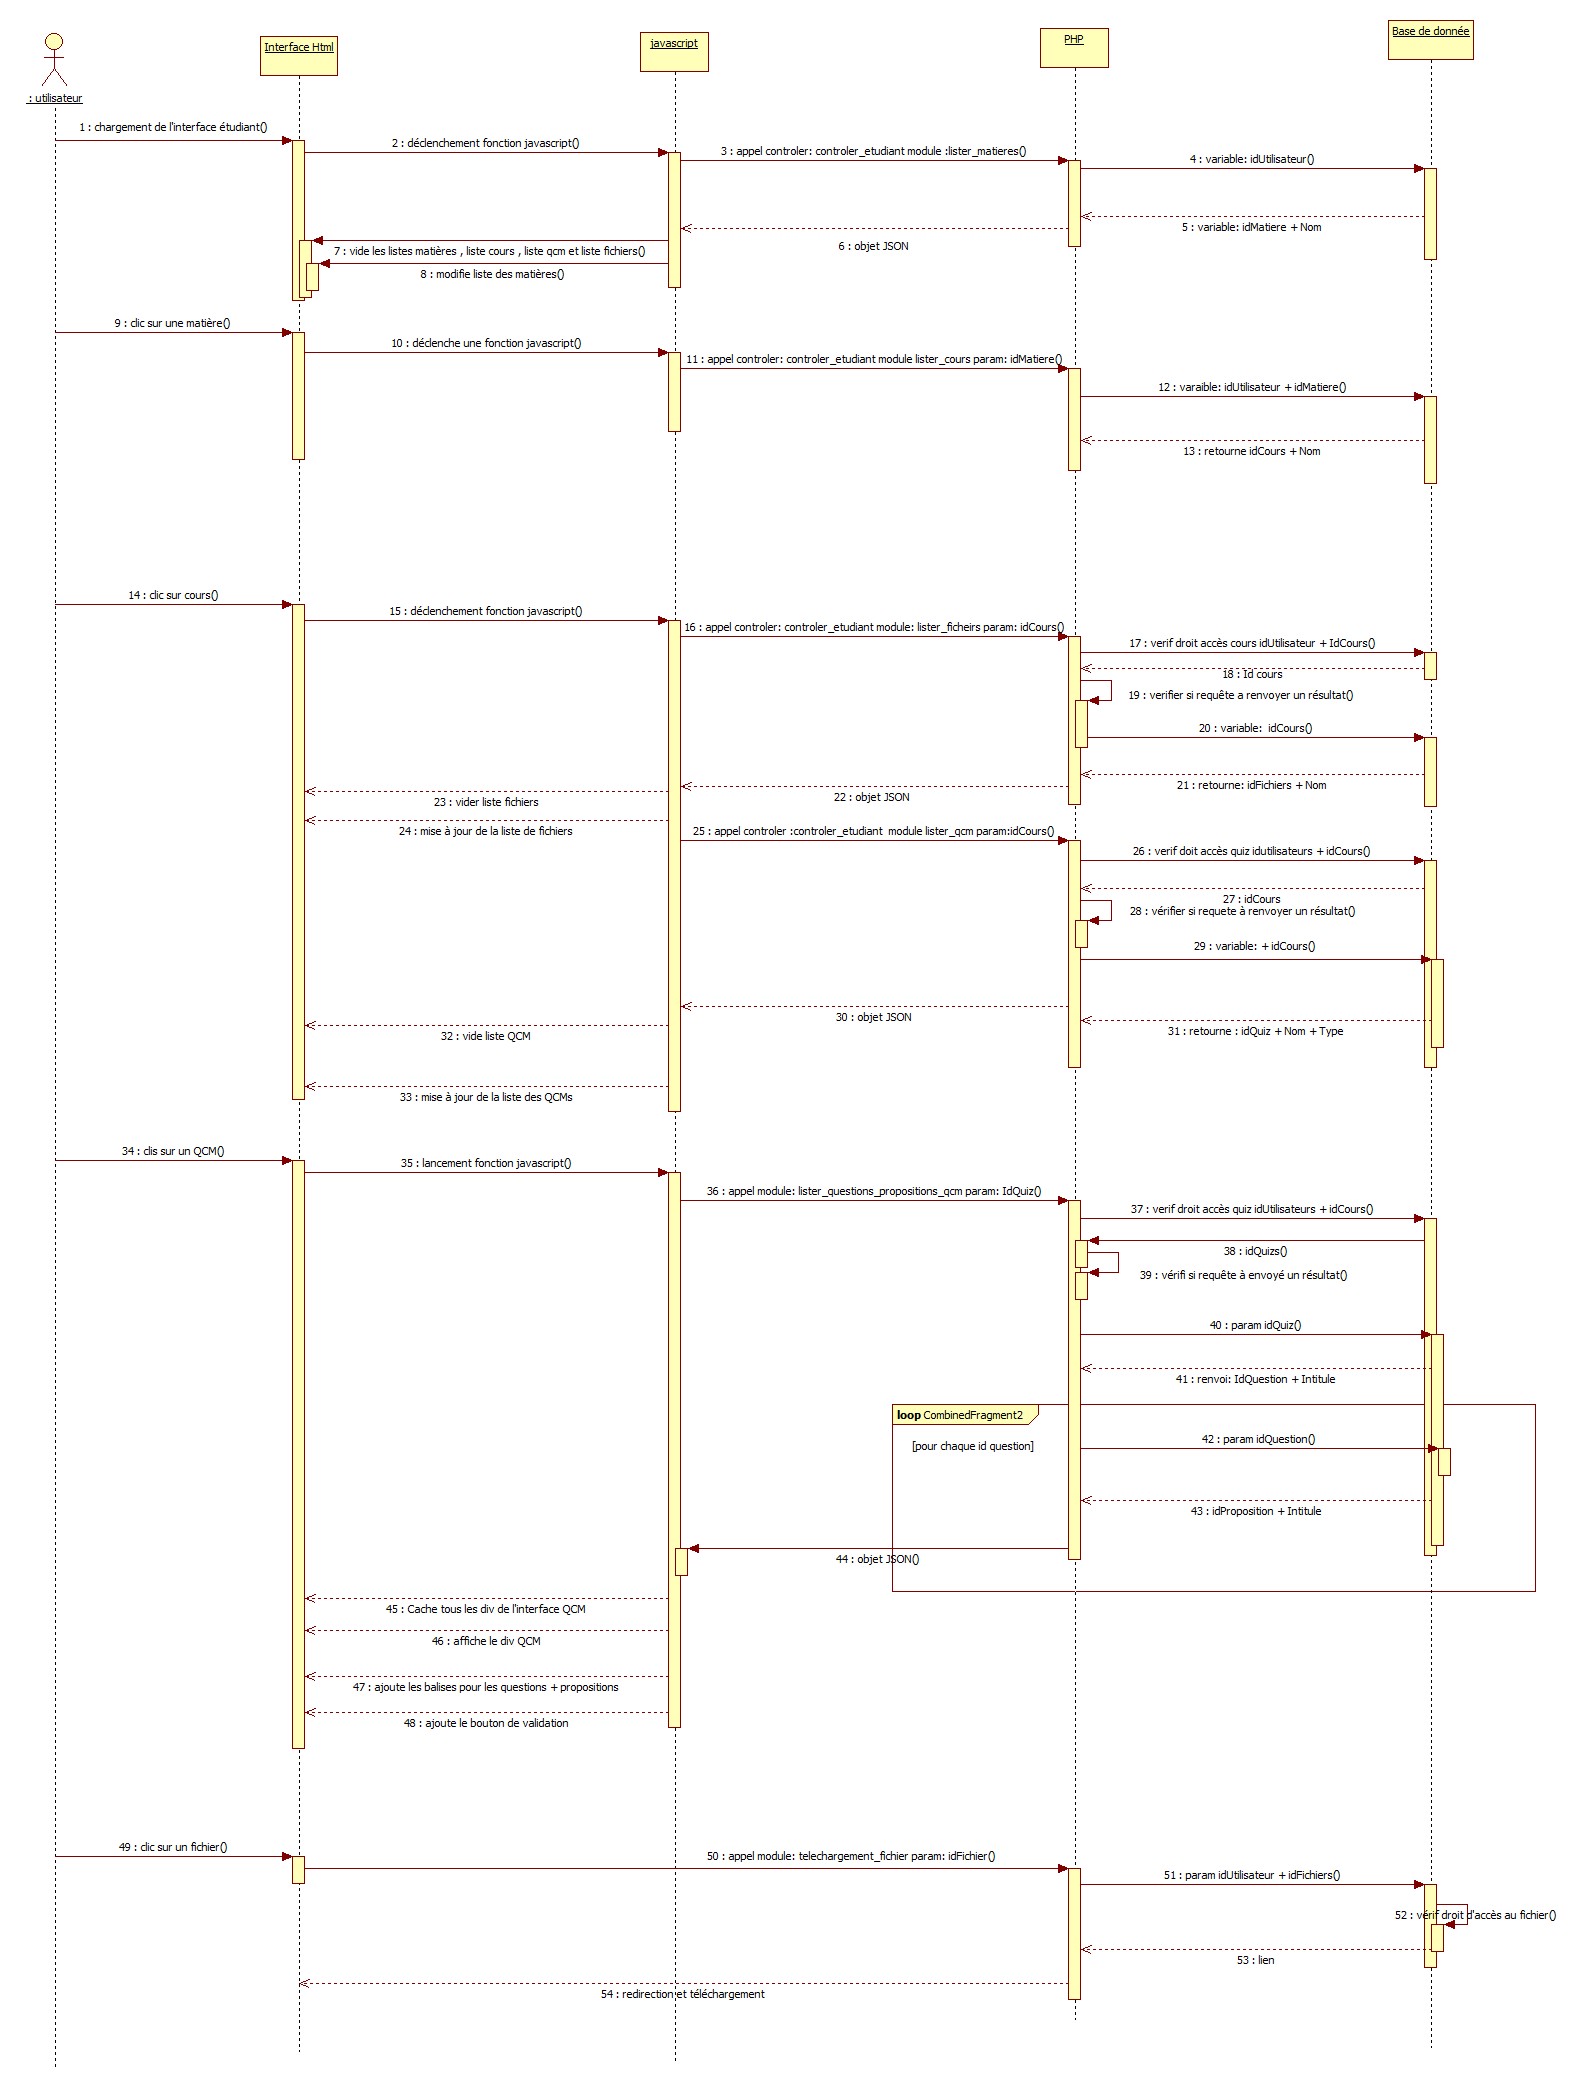 : utilisateur
Interface Html
javascript
PHP
Base de donnée
1 : chargement de l'interface étudiant()
2 : déclenchement fonction javascript()
3 : appel controler: controler_etudiant module :lister_matieres()
4 : variable: idUtilisateur()
5 : variable: idMatiere + Nom
6 : objet JSON
7 : vide les listes matières , liste cours , liste qcm et liste fichiers()
8 : modifie liste des matières()
9 : clic sur une matière()
10 : déclenche une fonction javascript()
11 : appel controler: controler_etudiant module lister_cours param: idMatiere()
12 : varaible: idUtilisateur + idMatiere()
13 : retourne idCours + Nom
14 : clic sur cours()
15 : déclenchement fonction javascript()
16 : appel controler: controler_etudiant module: lister_ficheirs param: idCours()
17 : verif droit accès cours idUtilisateur + IdCours()
18 : Id cours
19 : verifier si requête a renvoyer un résultat()
20 : variable:  idCours()
21 : retourne: idFichiers + Nom
22 : objet JSON
23 : vider liste fichiers
24 : mise à jour de la liste de fichiers
25 : appel controler :controler_etudiant  module lister_qcm param:idCours()
26 : verif doit accès quiz idutilisateurs + idCours()
27 : idCours
28 : vérifier si requete à renvoyer un résultat()
29 : variable: + idCours()
30 : objet JSON
31 : retourne : idQuiz + Nom + Type
32 : vide liste QCM
33 : mise à jour de la liste des QCMs
34 : clis sur un QCM()
35 : lancement fonction javascript()
36 : appel module: lister_questions_propositions_qcm param: IdQuiz()
37 : verif droit accès quiz idUtilisateurs + idCours()
38 : idQuizs()
39 : vérifi si requête à envoyé un résultat()
40 : param idQuiz()
41 : renvoi: IdQuestion + Intitule
loop CombinedFragment2
[pour chaque id question]
42 : param idQuestion()
43 : idProposition + Intitule
44 : objet JSON()
45 : Cache tous les div de l'interface QCM
46 : affiche le div QCM
47 : ajoute les balises pour les questions + propositions
48 : ajoute le bouton de validation
49 : clic sur un fichier()
50 : appel module: telechargement_fichier param: idFichier()
51 : param idUtilisateur + idFichiers()
52 : vérif droit d'accès au fichier()
53 : lien
54 : redirection et téléchargement